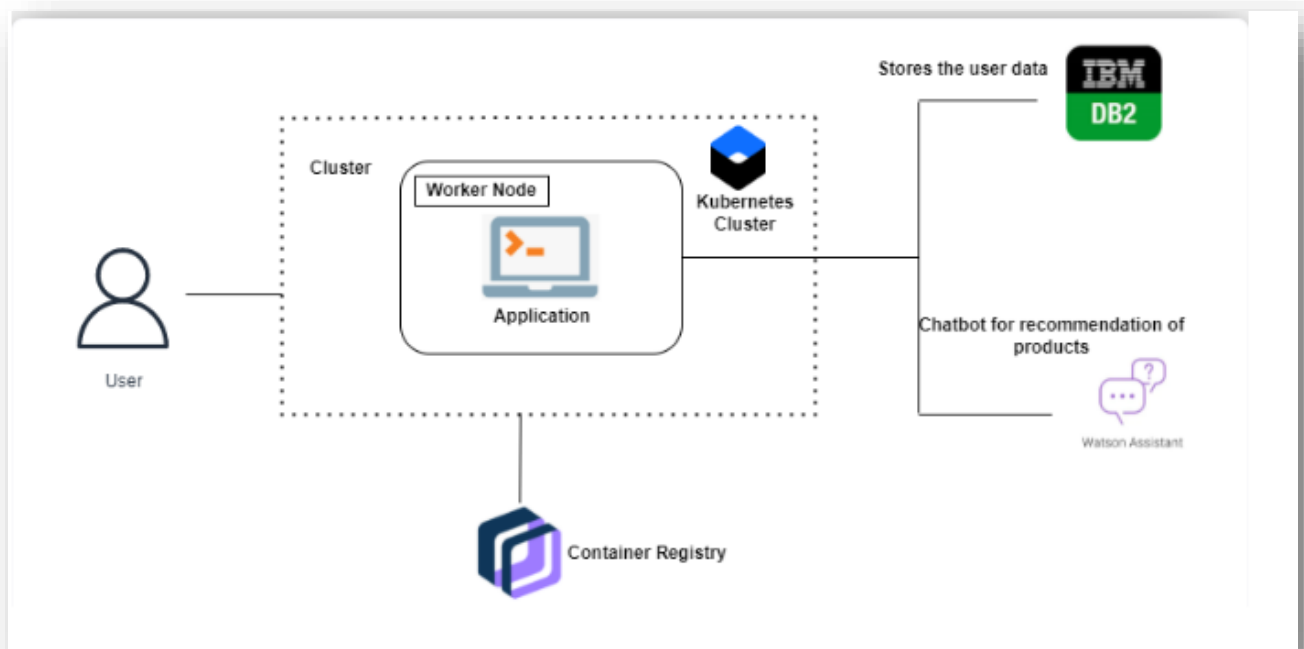 Stores the user data
IBM
DB2
Cluster
Worker Node
Kubernetes
Cluster
Application
User
Chatbot for recommendation of
products
Watson Assistant
Container Registry